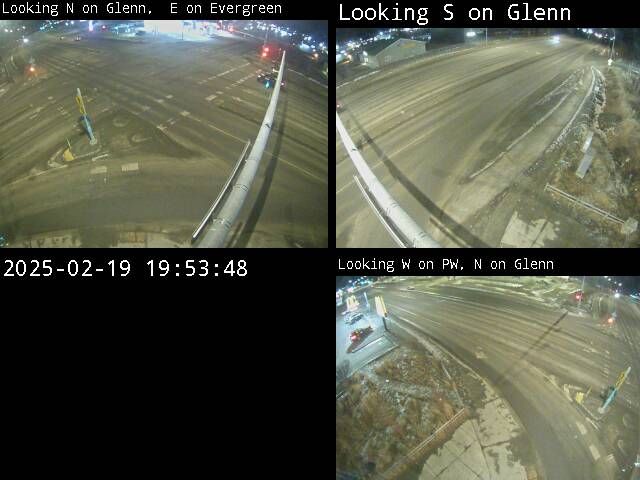 Looking N on Glenn,  E on Evergreen
Looking S on Glenn
2025-02-19 19:53:48
Looking W on PW, N on Glenn